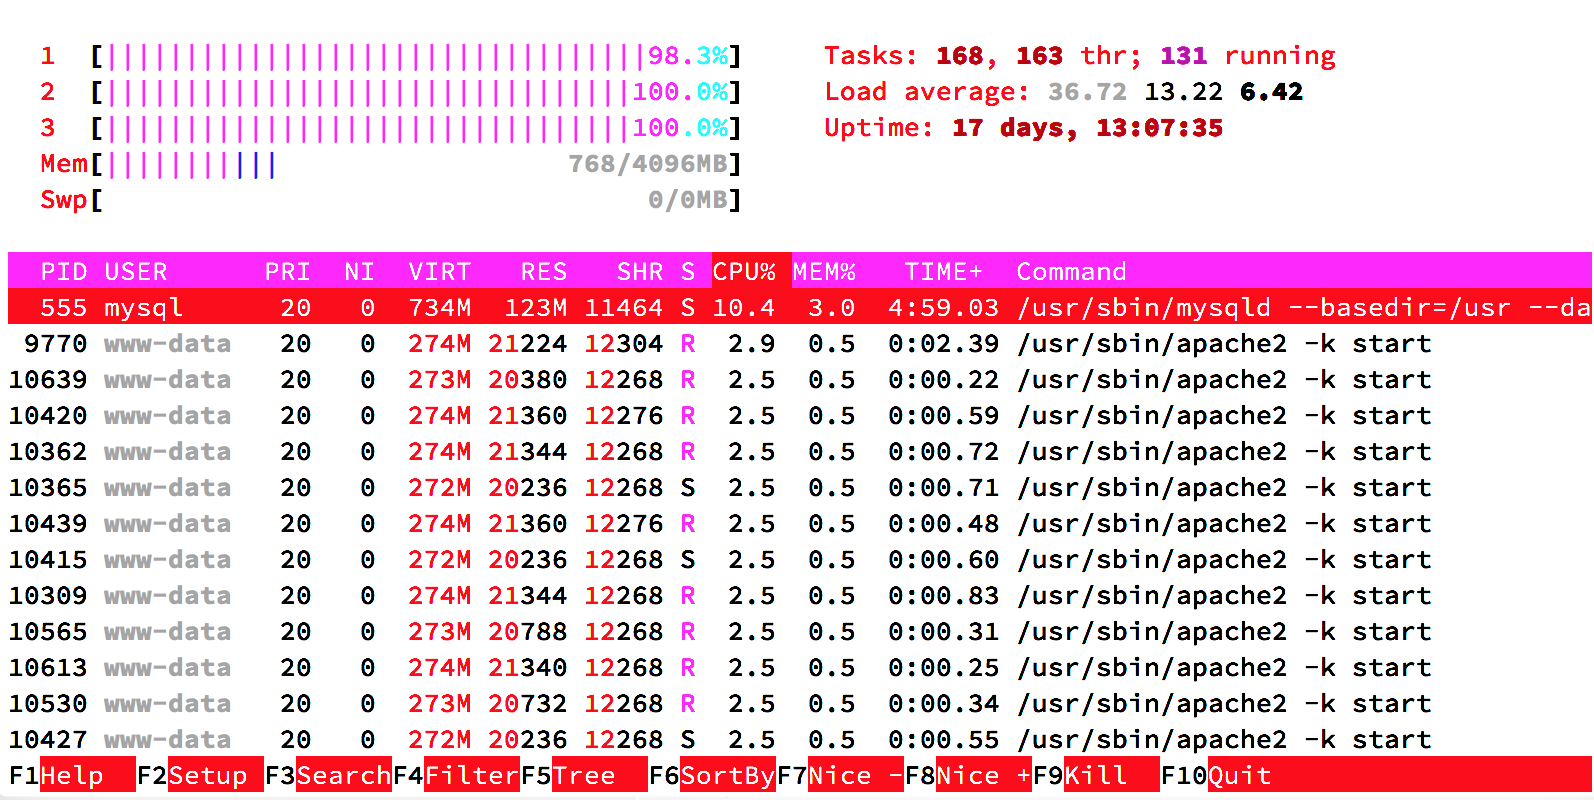 1 [||||||||||||||||||||||||||||||||||98.3%]
2 [|||||||||||||||||||||||||||||||||100.0%]
3 [|||||||||||||||||||||||||||||||||100.0%]
Mem[||||||||||| 768/4096MB]
Swp[ 0/0MB]
Tasks: 168, 163 thr; 131 running
Load average: 36.72 13.22 6.42
Uptime: 17 days, 13:07:35
PID USER PRI NI VIRT RES SHR S CPU% MEM% TIME+ Command
555 mysql 20 0 734M 123M 11464 S 10.4 3.0 4:59.03 /usr/sbin/mysqld --basedir=/usr --da
9770 www-data 20 0 274M 21224 12304 R 2.9 0.5 0:02.39 /usr/sbin/apache2 -k start
10639 www-data 20 0 273M 20380 12268 R 2.5 0.5 0:00.22 /usr/sbin/apache2 -k start
10420 www-data 20 0 274M 21360 12276 R 2.5 0.5 0:00.59 /usr/sbin/apache2 -k start
10362 www-data 20 0 274M 21344 12268 R 2.5 0.5 0:00.72 /usr/sbin/apache2 -k start
10365 www-data 20 0 272M 20236 12268 S 2.5 0.5 0:00.71 /usr/sbin/apache2 -k start
10439 www-data 20 0 274M 21360 12276 R 2.5 0.5 0:00.48 /usr/sbin/apache2 -k start
10415 www-data 20 0 272M 20236 12268 S 2.5 0.5 0:00.60 /usr/sbin/apache2 -k start
10309 www-data 20 0 274M 21344 12268 R 2.5 0.5 0:00.83 /usr/sbin/apache2 -k start
10565 www-data 20 0 273M 20788 12268 R 2.5 0.5 0:00.31 /usr/sbin/apache2 -k start
10613 www-data 20 0 274M 21340 12268 R 2.5 0.5 0:00.25 /usr/sbin/apache2 -k start
10530 www-data 20 0 273M 20732 12268 R 2.5 0.5 0:00.34 /usr/sbin/apache2 -k start
10427 www-data 20 0 272M 20236 12268 S 2.5 0.5 0:00.55 /usr/sbin/apache2 -k start
F1Help F2Setup F3SearchF4FilterF5Tree F6SortByF7Nice -F8Nice +F9Kill F10Quit